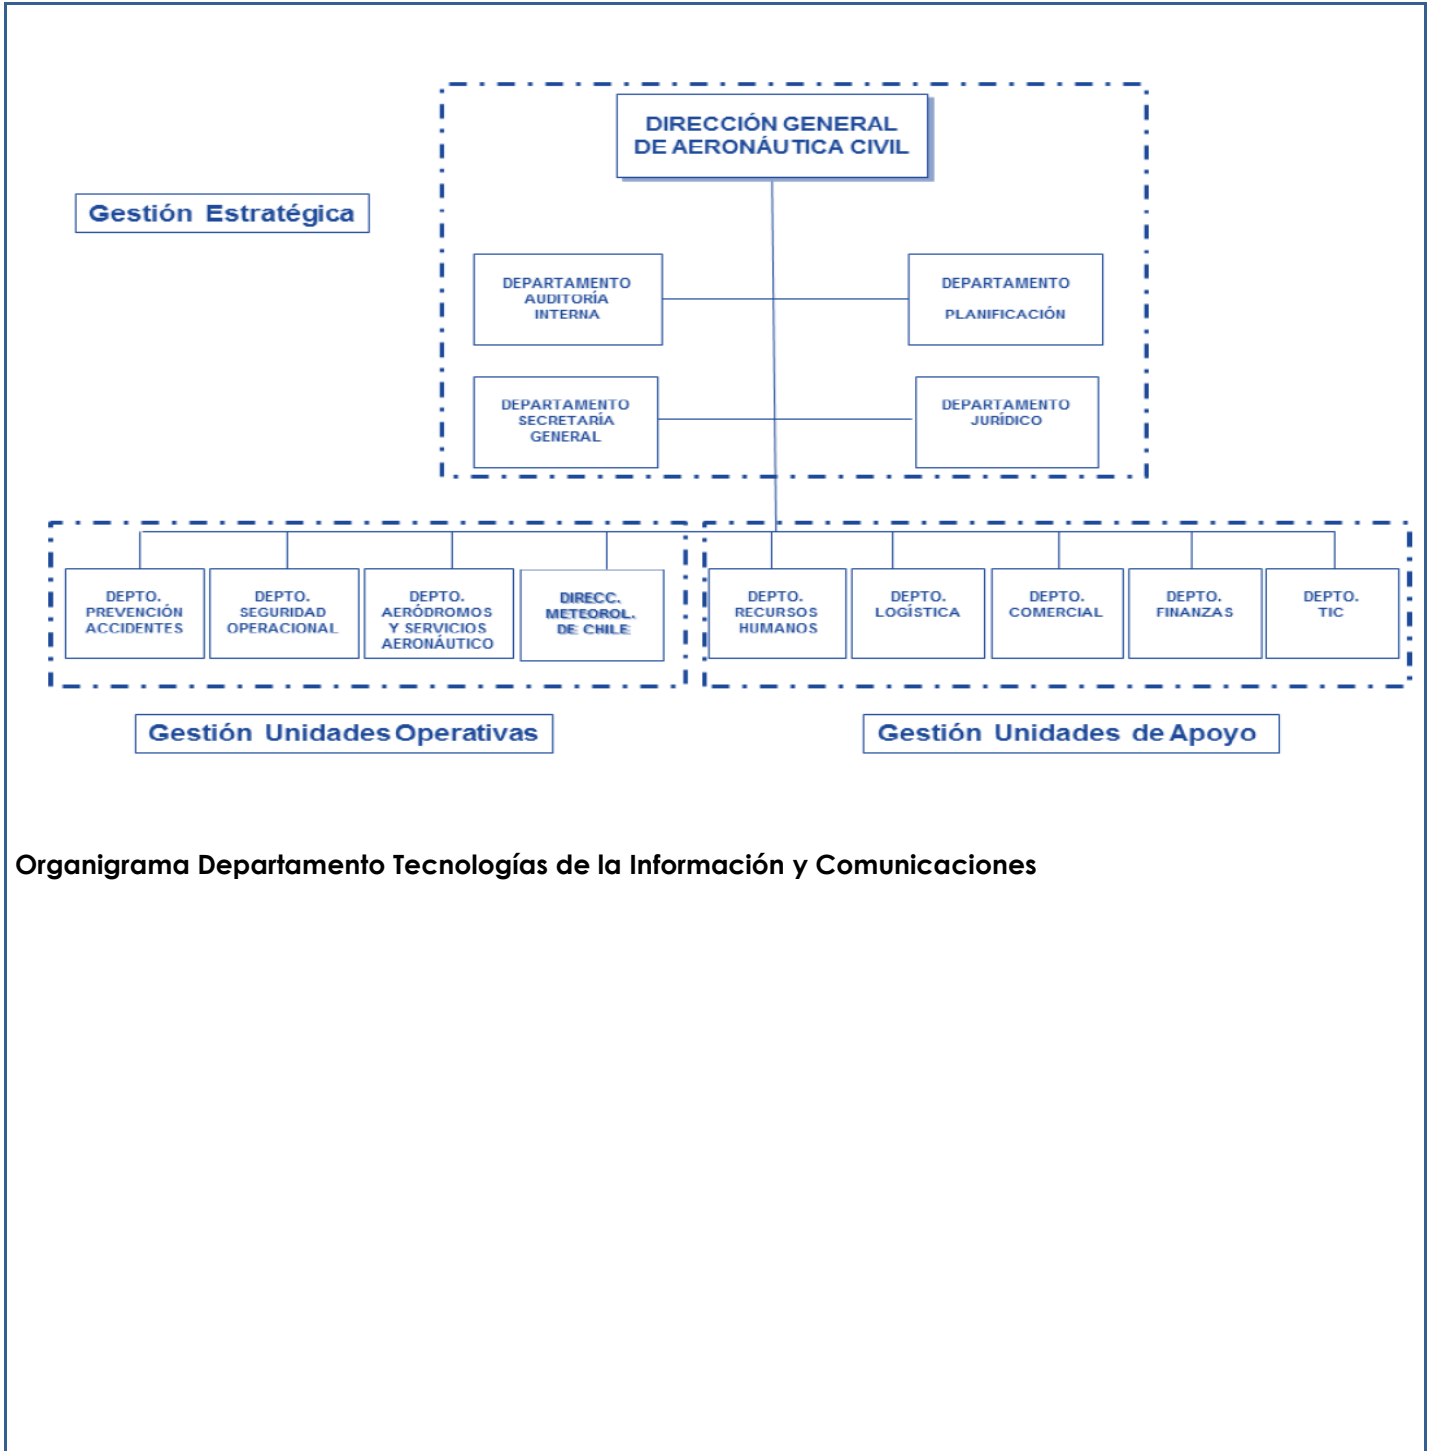 DIRECCIÓN GENERAL
DE AERONÁUTICA CIVIL
Gestión Estratégica
DEPARTAMENTO
AUDITORÍA
INTERNA
DEPARTAMENTO
PLANIFICACIÓN
DEPARTAMENTO
SECRETARÍA
GENERAL
DEPARTAMENTO
JURÍDICO
DEPTO.
PREVENCIÓN
ACCIDENTES
DEPTO.
SEGURIDAD
OPERACIONAL
DEPTO.
AERÓDROMOS
Y SERVICIOS
AERONÁUTICO
DIRECC.
METEOROL.
DE CHILE
DEPTO.
RECURSOS
HUMANOS
DEPTO.
LOGÍSTICA
DEPTO.
COMERCIAL
DEPTO.
FINANZAS
DEPTO.
TIC
Gestión Unidades Operativas
Gestión Unidades de Apoyo
Organigrama Departamento Tecnologías de la Información y Comunicaciones